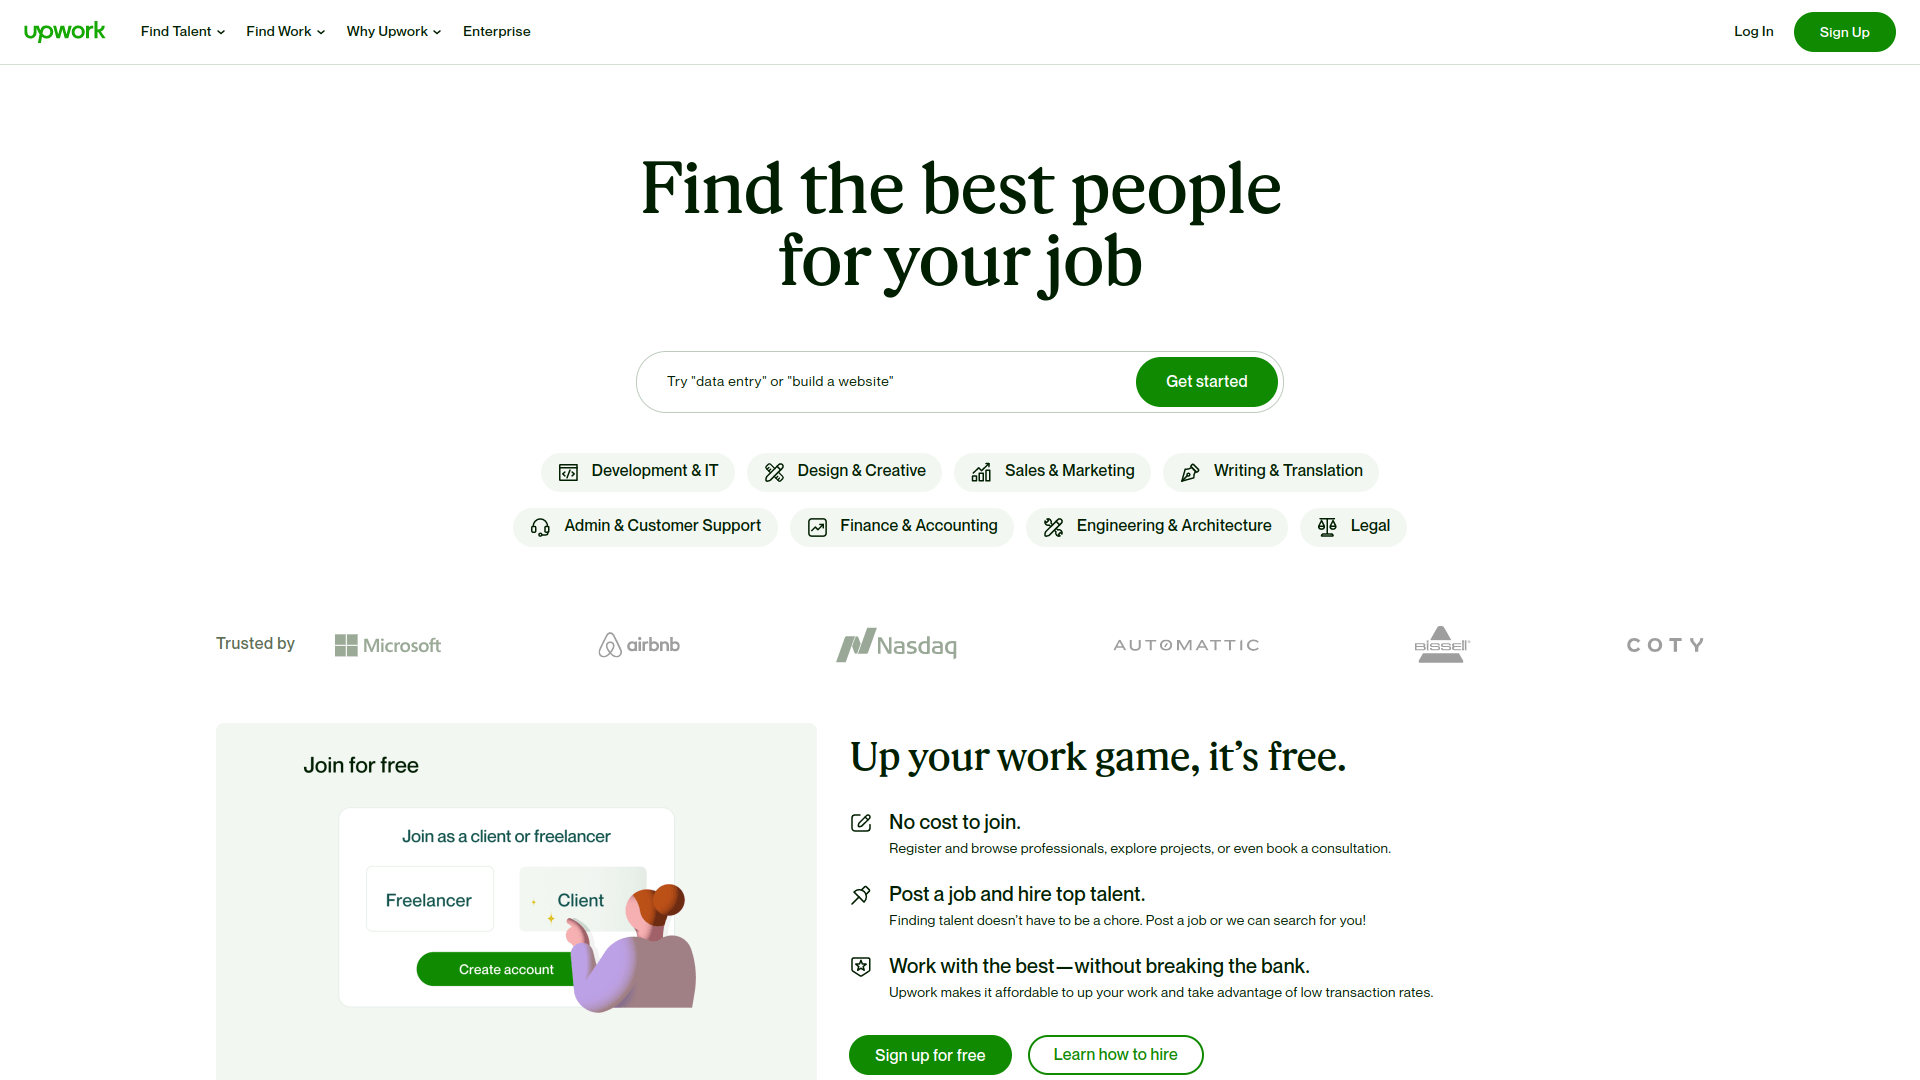 upwork
Find Talent
Find Work
Why Upwork
Enterprise
Log In
Sign Up
Find the best people
for your job
Try "data entry" or "build a website"
Get started
Development & IT
Design & Creative
Sales & Marketing
Writing & Translation
Admin & Customer Support
Finance & Accounting
Engineering & Architecture
Legal
Trusted by
Microsoft
airbnb
Nasdaq
AUTOMATTIC
BISSELL
COTY
Join for free
Join as a client or freelancer
Freelancer
Client
Create account
Up your work game, it’s free.
No cost to join.
Register and browse professionals, explore projects, or even book a consultation.
Post a job and hire top talent.
Finding talent doesn’t have to be a chore. Post a job or we can search for you!
Work with the best—without breaking the bank.
Upwork makes it affordable to up your work and take advantage of low transaction rates.
Sign up for free
Learn how to hire